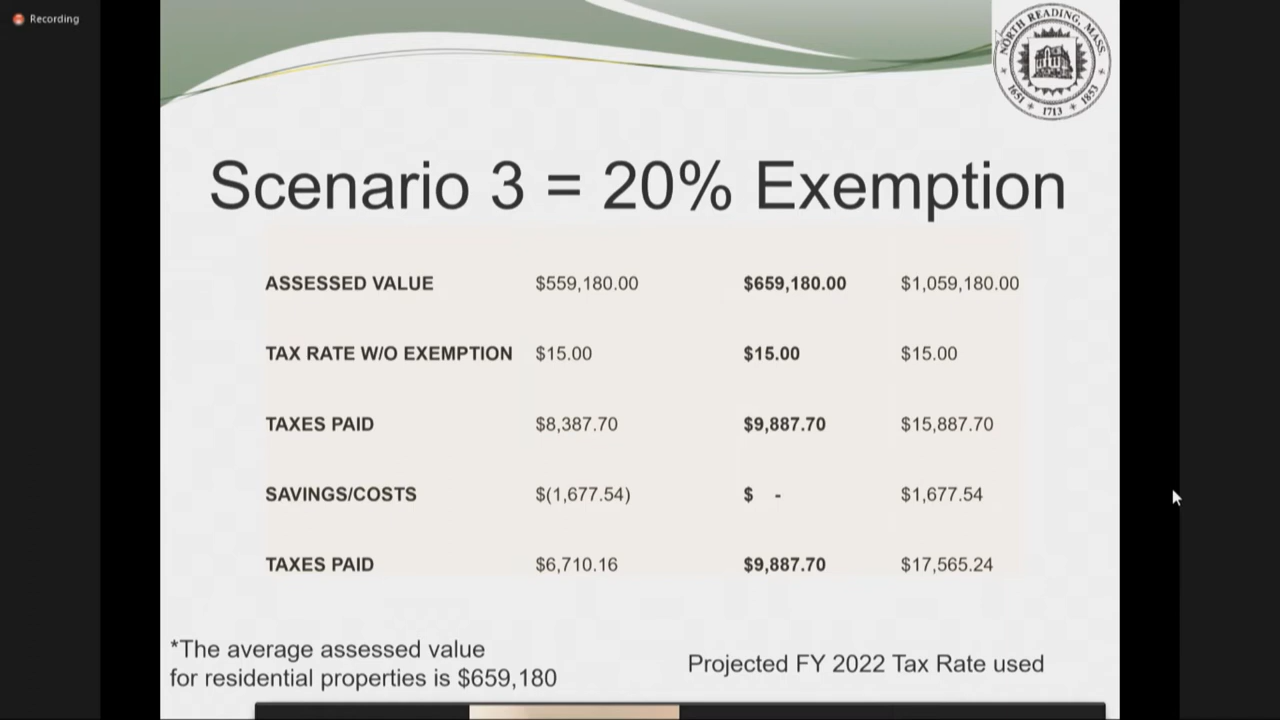 Recording
NORTH READING, MASS
1651 1713 1853
Scenario 3 = 20% Exemption
ASSESSED VALUE $559,180.00 $659,180.00 $1,059,180.00
TAX RATE W/O EXEMPTION $15.00 $15.00 $15.00
TAXES PAID $8,387.70 $9,887.70 $15,887.70
SAVINGS/COSTS $(1,677.54) $ - $1,677.54
TAXES PAID $6,710.16 $9,887.70 $17,565.24
*The average assessed value
for residential properties is $659,180
Projected FY 2022 Tax Rate used